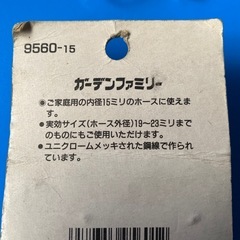 9560-15
ガーデンファミリー
●ご家庭用の内径15ミリのホースに使えま
す。
●実効サイズ(ホース外径)19〜23ミリまで
のものにもご使用いただけます。
●ユニクロームメッキされた鋼線で作られ
ています。